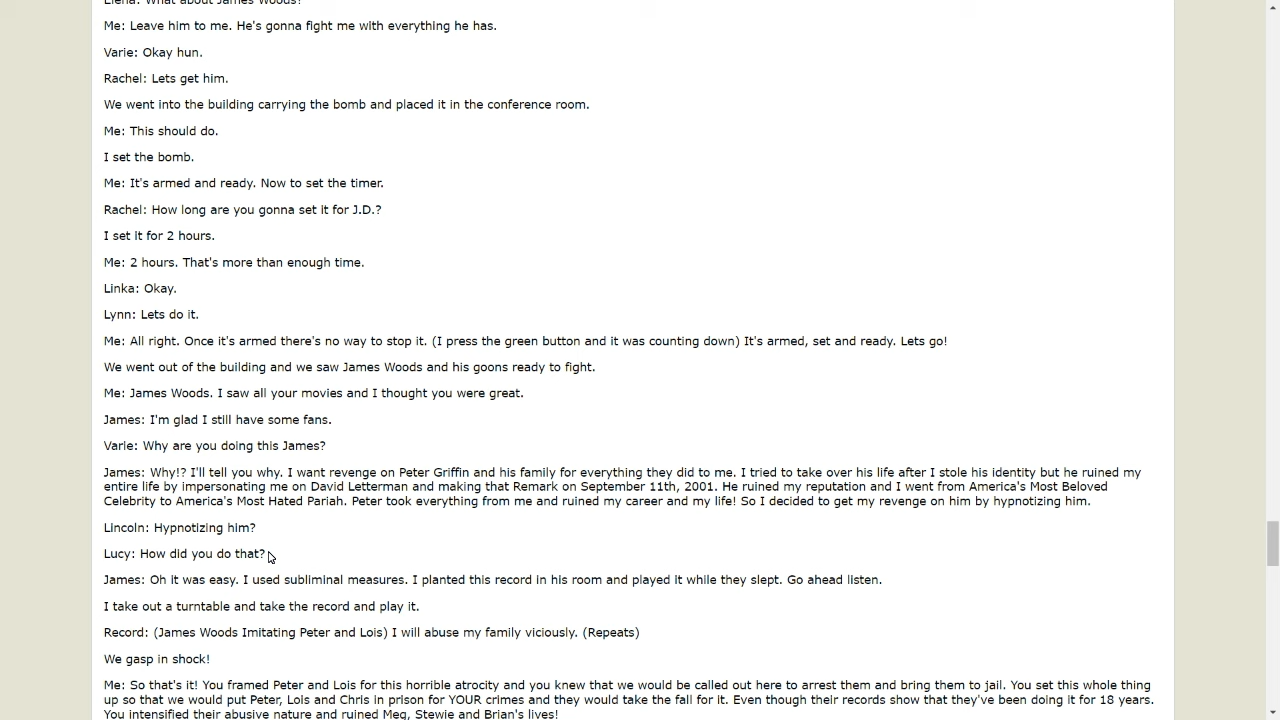 Elena: What about James Woods?
Me: Leave him to me. He's gonna fight me with everything he has.
Varie: Okay hun.
Rachel: Lets get him.
We went into the building carrying the bomb and placed it in the conference room.
Me: This should do.
I set the bomb.
Me: It's armed and ready. Now to set the timer.
Rachel: How long are you gonna set it for J.D.?
I set it for 2 hours.
Me: 2 hours. That's more than enough time.
Linka: Okay.
Lynn: Lets do it.
Me: All right. Once it's armed there's no way to stop it. (I press the green button and it was counting down) It's armed, set and ready. Lets go!
We went out of the building and we saw James Woods and his goons ready to fight.
Me: James Woods. I saw all your movies and I thought you were great.
James: I'm glad I still have some fans.
Varie: Why are you doing this James?
James: Why!? I'll tell you why. I want revenge on Peter Griffin and his family for everything they did to me. I tried to take over his life after I stole his identity but he ruined my
entire life by impersonating me on David Letterman and making that Remark on September 11th, 2001. He ruined my reputation and I went from America's Most Beloved
Celebrity to America's Most Hated Pariah. Peter took everything from me and ruined my career and my life! So I decided to get my revenge on him by hypnotizing him.
Lincoln: Hypnotizing him?
Lucy: How did you do that?
James: Oh it was easy. I used subliminal measures. I planted this record in his room and played it while they slept. Go ahead listen.
I take out a turntable and take the record and play it.
Record: (James Woods Imitating Peter and Lois) I will abuse my family viciously. (Repeats)
We gasp in shock!
Me: So that's it! You framed Peter and Lois for this horrible atrocity and you knew that we would be called out here to arrest them and bring them to jail. You set this whole thing
up so that we would put Peter, Lois and Chris in prison for YOUR crimes and they would take the fall for it. Even though their records show that they've been doing it for 18 years.
You intensified their abusive nature and ruined Meg, Stewie and Brian's lives!